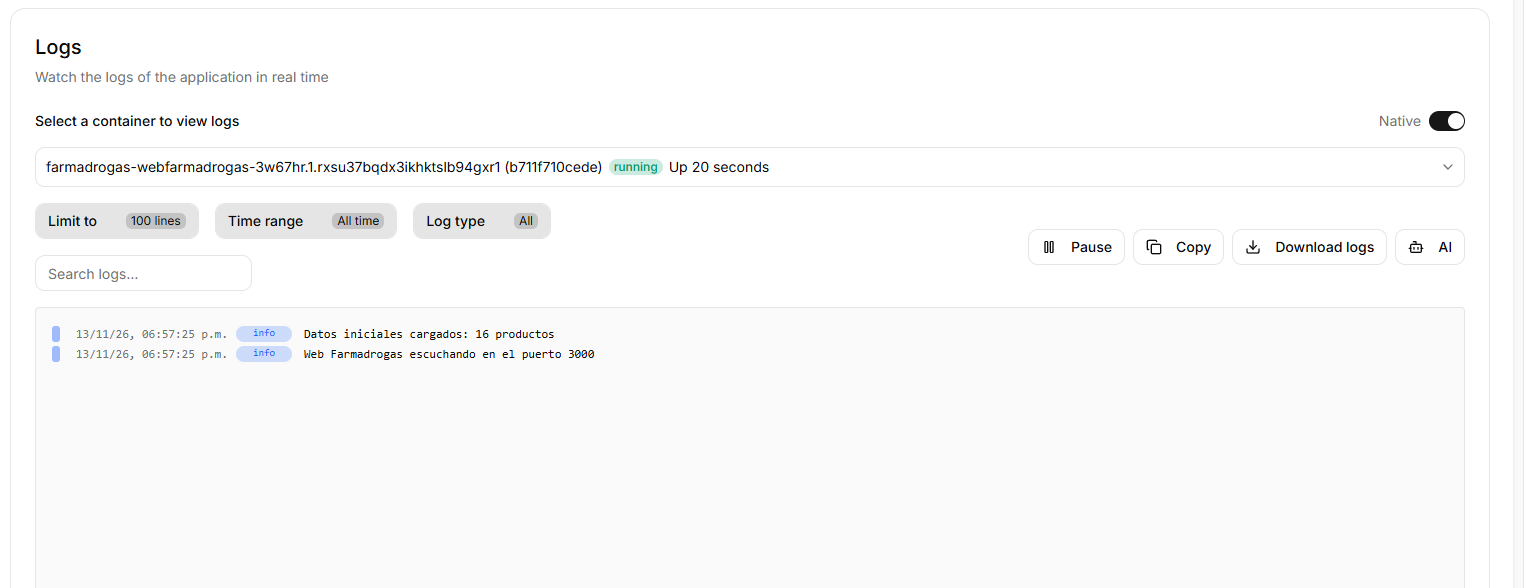 Logs
Watch the logs of the application in real time
Select a container to view logs
Native
farmadrogas-webfarmadrogas-3w67hr.1.rxsu37bqdx3ikhktslb94gxr1 (b711f710cede) running Up 20 seconds
Limit to 100 lines Time range All time Log type All
Pause Copy Download logs AI
Search logs...
13/11/26, 06:57:25 p.m. info Datos iniciales cargados: 16 productos
13/11/26, 06:57:25 p.m. info Web Farmadrogas escuchando en el puerto 3000